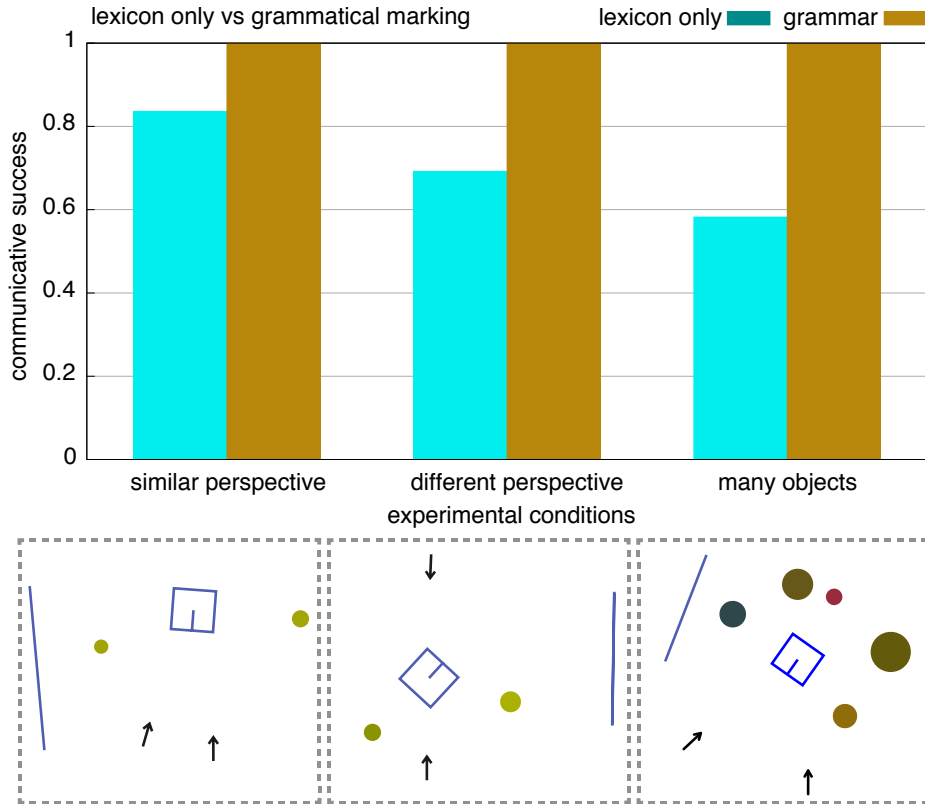 lexicon only vs grammatical marking
lexicon only grammar
communicative success
1
0.8
0.6
0.4
0.2
0
similar perspective different perspective many objects
experimental conditions